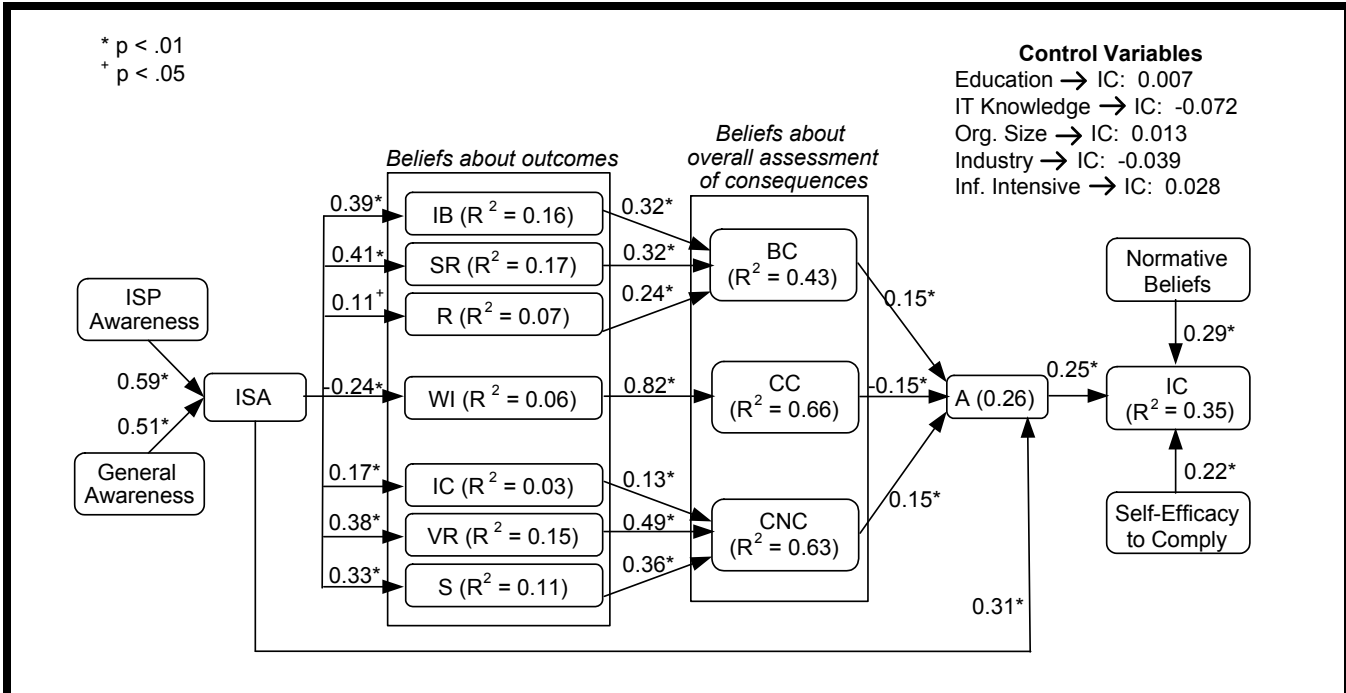 * p < .01
+ p < .05
Control Variables
Education → IC: 0.007
IT Knowledge → IC: -0.072
Org. Size → IC: 0.013
Industry → IC: -0.039
Inf. Intensive → IC: 0.028
Beliefs about outcomes
Beliefs about
overall assessment
of consequences
ISP
Awareness
0.59*
General
Awareness
0.51*
ISA
0.39*
IB (R² = 0.16)
0.32*
0.41*
SR (R² = 0.17)
0.32*
0.11+
R (R² = 0.07)
0.24*
-0.24*
WI (R² = 0.06)
0.82*
0.17*
IC (R² = 0.03)
0.13*
0.38*
VR (R² = 0.15)
0.49*
0.33*
S (R² = 0.11)
0.36*
BC
(R² = 0.43)
0.15*
CC
(R² = 0.66)
-0.15*
CNC
(R² = 0.63)
0.15*
0.31*
A (0.26)
0.25*
Normative
Beliefs
0.29*
IC
(R² = 0.35)
0.22*
Self-Efficacy
to Comply